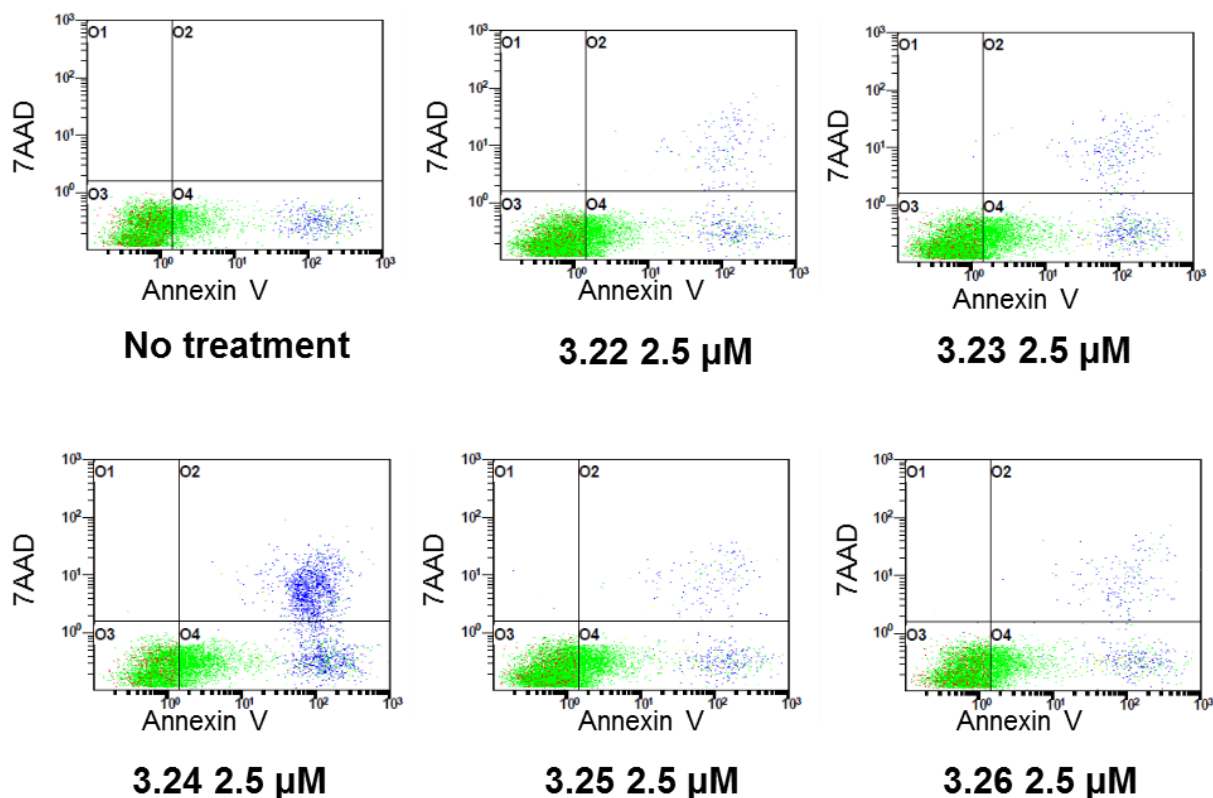 10³
O1 O2
10²
7AAD
10¹
10⁰
O3 O4
10⁰ 10¹ 10² 10³
Annexin V
No treatment
10³
O1 O2
10²
7AAD
10¹
10⁰
O3 O4
10⁰ 10¹ 10² 10³
Annexin V
3.22 2.5 µM
10³
O1 O2
10²
7AAD
10¹
10⁰
O3 O4
10⁰ 10¹ 10² 10³
Annexin V
3.23 2.5 µM
10³
O1 O2
10²
7AAD
10¹
10⁰
O3 O4
10⁰ 10¹ 10² 10³
Annexin V
3.24 2.5 µM
10³
O1 O2
10²
7AAD
10¹
10⁰
O3 O4
10⁰ 10¹ 10² 10³
Annexin V
3.25 2.5 µM
10³
O1 O2
10²
7AAD
10¹
10⁰
O3 O4
10⁰ 10¹ 10² 10³
Annexin V
3.26 2.5 µM